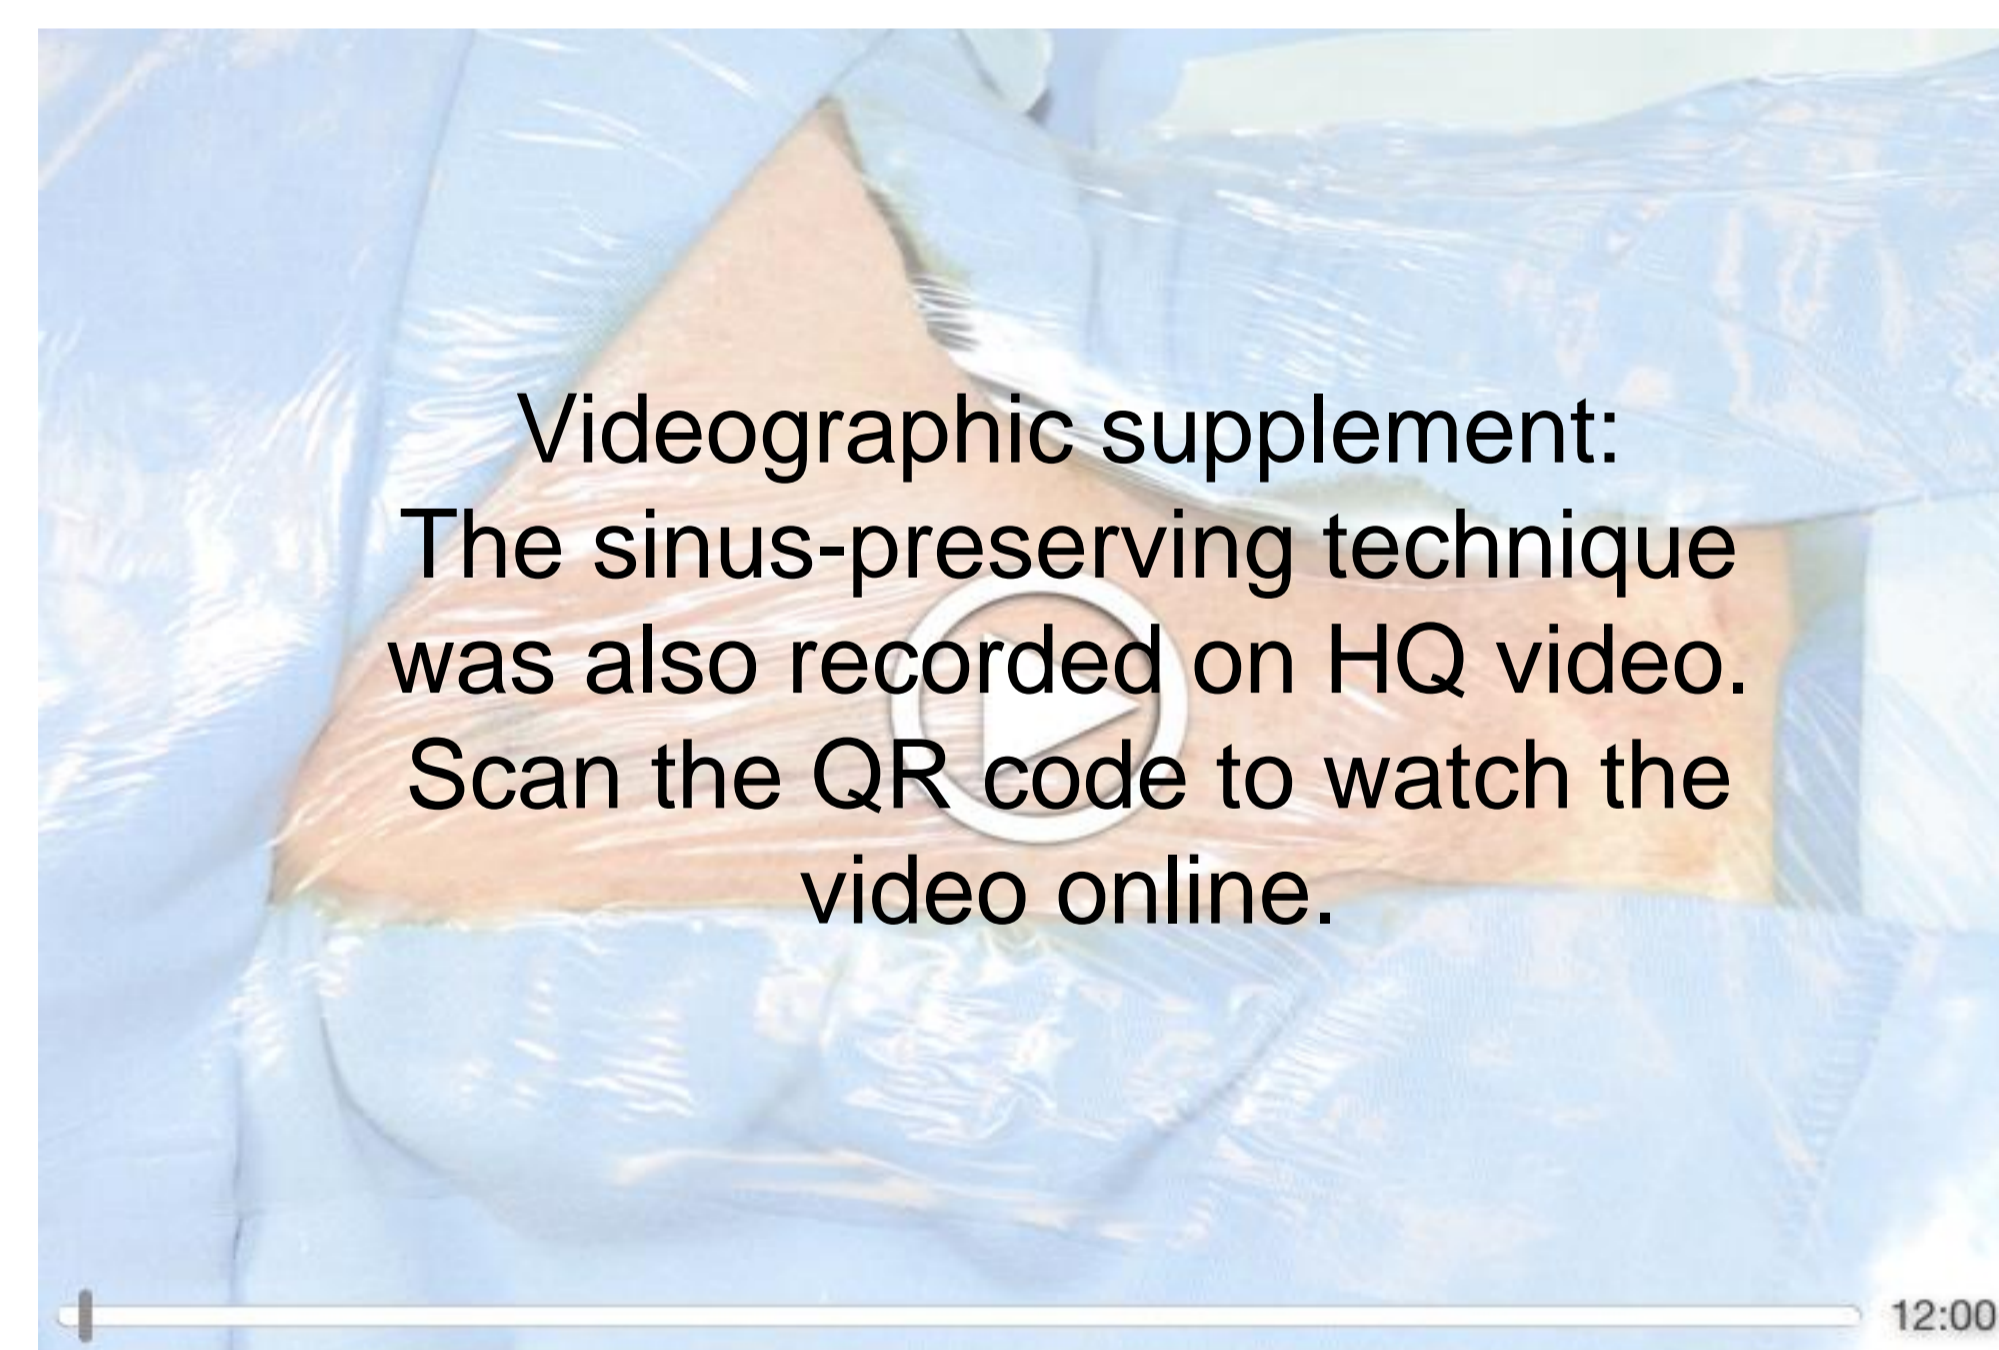 Videographic supplement:
The sinus-preserving technique
was also recorded on HQ video.
Scan the QR code to watch the
video online.
12:00